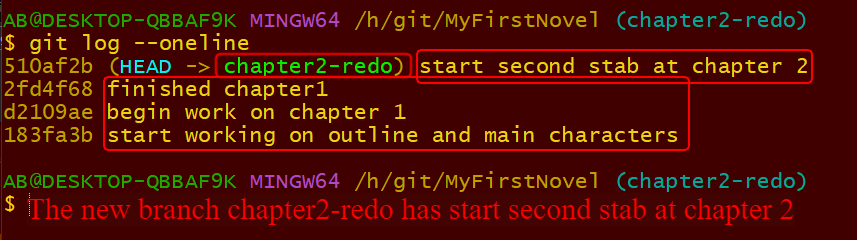 AB@DESKTOP-QBBAF9K MINGW64 /h/git/MyFirstNovel (chapter2-redo)
$ git log --oneline
510af2b (HEAD -> chapter2-redo) start second stab at chapter 2
2fd4f68 finished chapter1
d2109ae begin work on chapter 1
183fa3b start working on outline and main characters
AB@DESKTOP-QBBAF9K MINGW64 /h/git/MyFirstNovel (chapter2-redo)
$ The new branch chapter2-redo has start second stab at chapter 2